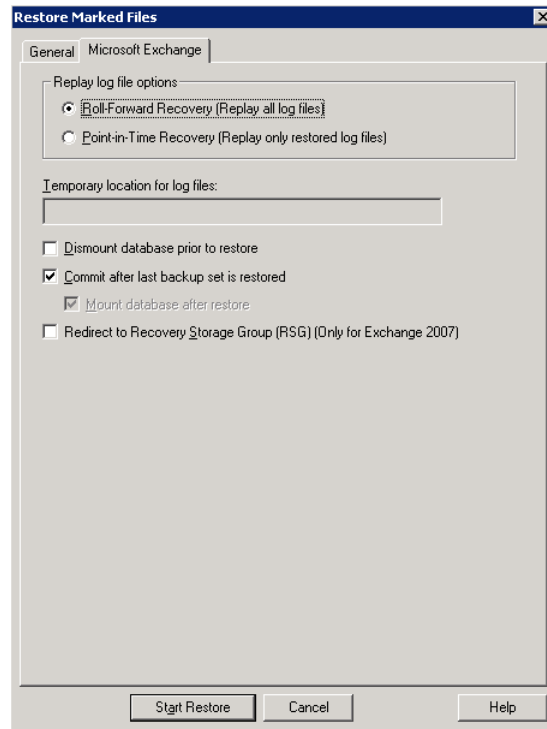 Restore Marked Files
General
Microsoft Exchange
Replay log file options
Roll-Forward Recovery (Replay all log files)
Point-in-Time Recovery (Replay only restored log files)
Temporary location for log files:
Dismount database prior to restore
Commit after last backup set is restored
Mount database after restore
Redirect to Recovery Storage Group (RSG) (Only for Exchange 2007)
Start Restore
Cancel
Help